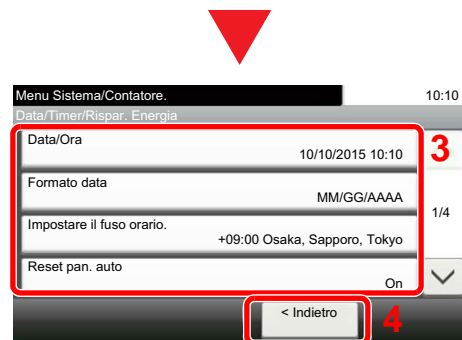 Menu Sistema/Contatore.
10:10
Data/Timer/Rispar. Energia
Data/Ora
10/10/2015 10:10
3
Formato data
MM/GG/AAAA
1/4
Impostare il fuso orario.
+09:00 Osaka, Sapporo, Tokyo
Reset pan. auto
On
< Indietro
4